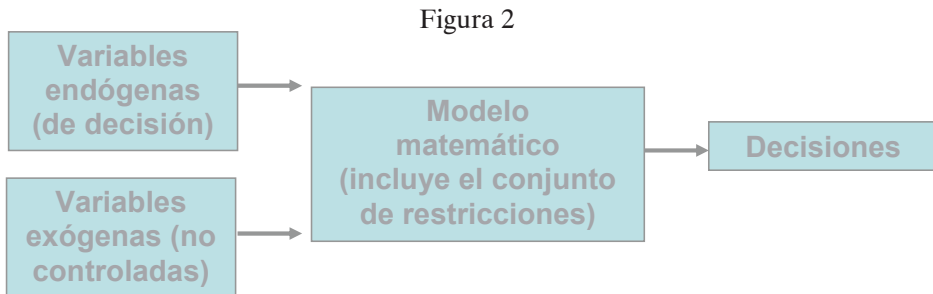 Figura 2
Variables
endógenas
(de decisión)
Variables
exógenas (no
controladas)
Modelo
matemático
(incluye el conjunto
de restricciones)
Decisiones